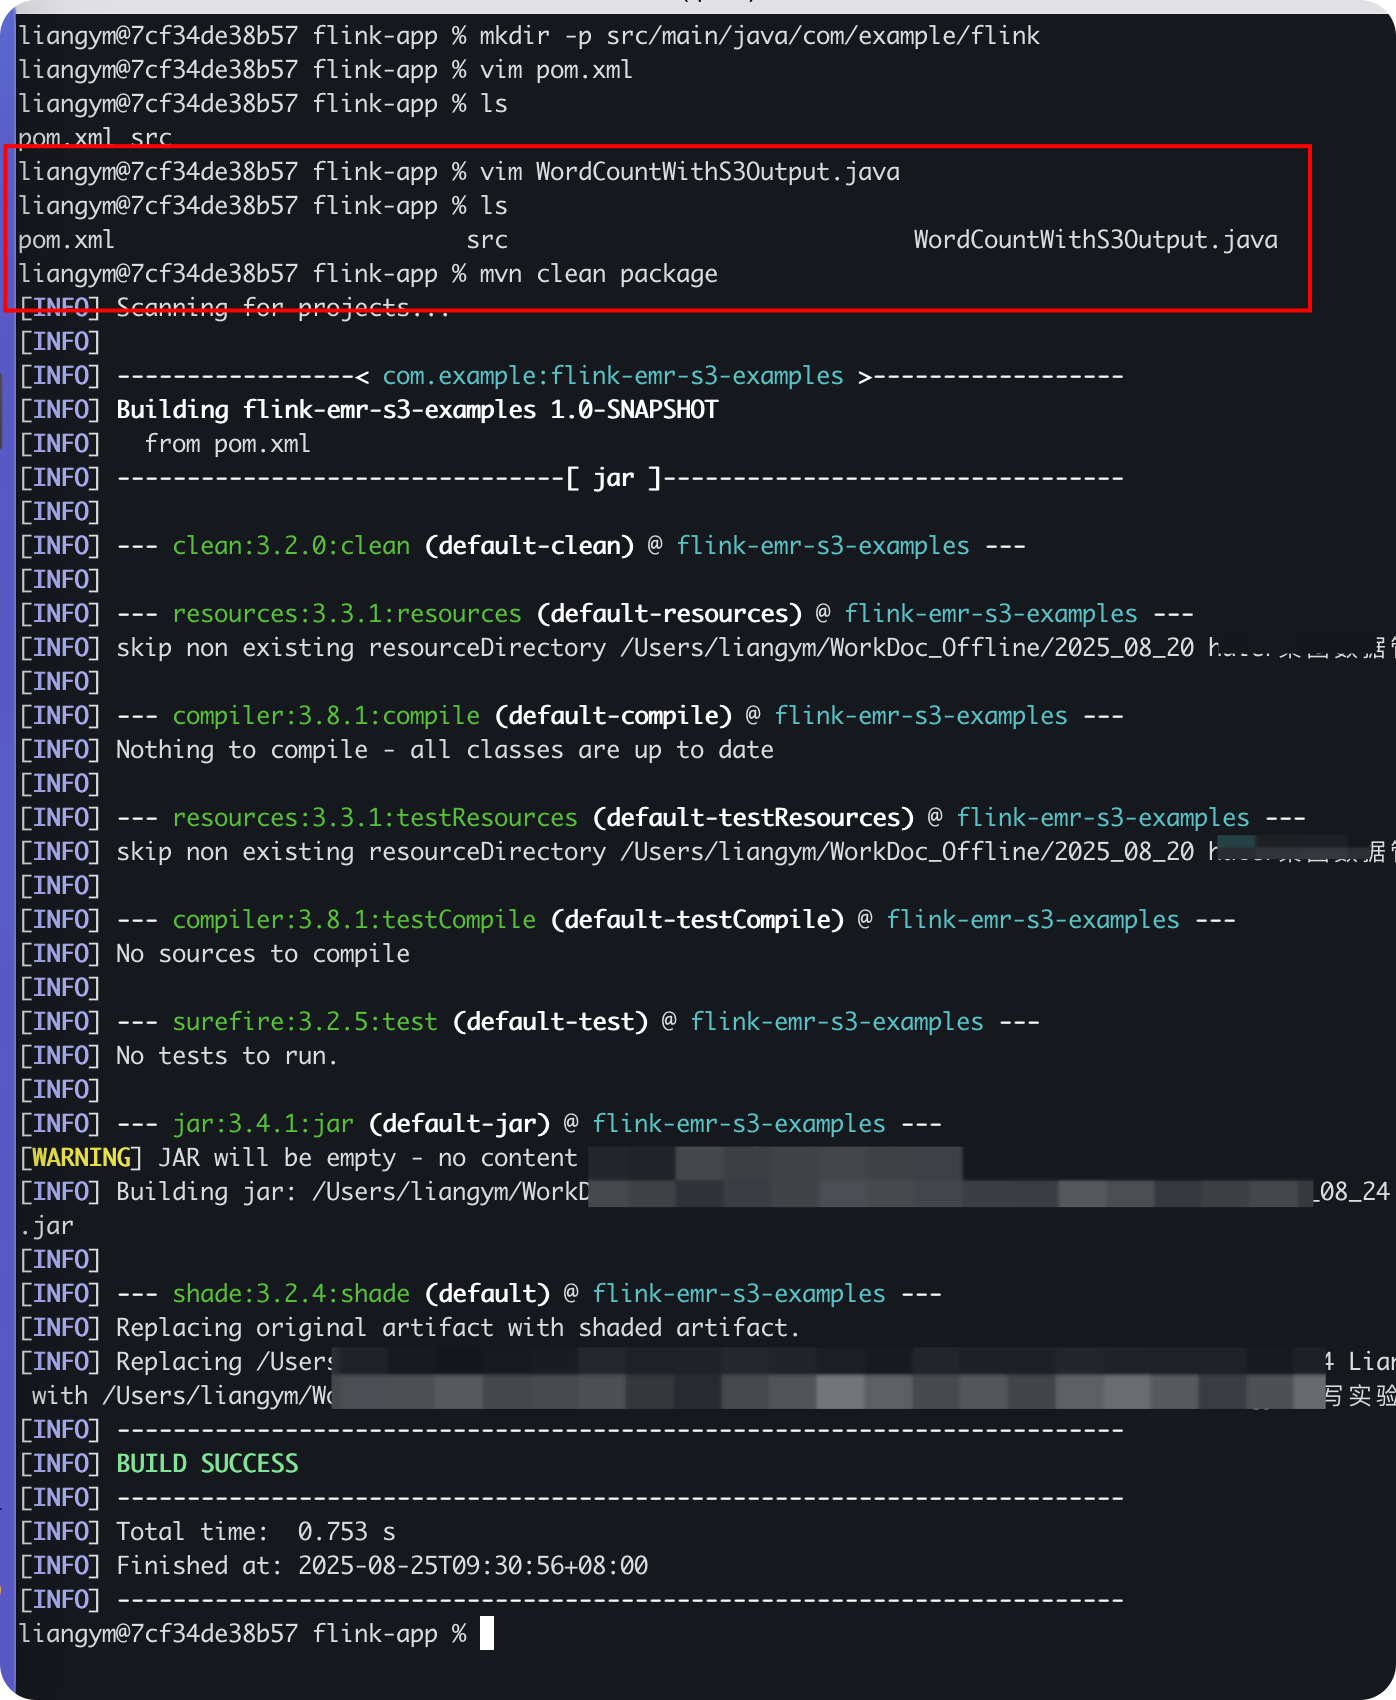 liangym@7cf34de38b57 flink-app % mkdir -p src/main/java/com/example/flink
liangym@7cf34de38b57 flink-app % vim pom.xml
liangym@7cf34de38b57 flink-app % ls
pom.xml src
liangym@7cf34de38b57 flink-app % vim WordCountWithS3Output.java
liangym@7cf34de38b57 flink-app % ls
pom.xml src WordCountWithS3Output.java
liangym@7cf34de38b57 flink-app % mvn clean package
[INFO] Scanning for projects...
[INFO]
[INFO] -----------------< com.example:flink-emr-s3-examples >------------------
[INFO] Building flink-emr-s3-examples 1.0-SNAPSHOT
[INFO]   from pom.xml
[INFO] --------------------------------[ jar ]---------------------------------
[INFO]
[INFO] --- clean:3.2.0:clean (default-clean) @ flink-emr-s3-examples ---
[INFO]
[INFO] --- resources:3.3.1:resources (default-resources) @ flink-emr-s3-examples ---
[INFO] skip non existing resourceDirectory /Users/liangym/WorkDoc_Offline/2025_08_20
[INFO]
[INFO] --- compiler:3.8.1:compile (default-compile) @ flink-emr-s3-examples ---
[INFO] Nothing to compile - all classes are up to date
[INFO]
[INFO] --- resources:3.3.1:testResources (default-testResources) @ flink-emr-s3-examples ---
[INFO] skip non existing resourceDirectory /Users/liangym/WorkDoc_Offline/2025_08_20
[INFO]
[INFO] --- compiler:3.8.1:testCompile (default-testCompile) @ flink-emr-s3-examples ---
[INFO] No sources to compile
[INFO]
[INFO] --- surefire:3.2.5:test (default-test) @ flink-emr-s3-examples ---
[INFO] No tests to run.
[INFO]
[INFO] --- jar:3.4.1:jar (default-jar) @ flink-emr-s3-examples ---
[WARNING] JAR will be empty - no content
[INFO] Building jar: /Users/liangym/Work _08_24
.jar
[INFO]
[INFO] --- shade:3.2.4:shade (default) @ flink-emr-s3-examples ---
[INFO] Replacing original artifact with shaded artifact.
[INFO] Replacing /Users 4 Lian
with /Users/liangym/Wo 写实验
[INFO] ------------------------------------------------------------------------
[INFO] BUILD SUCCESS
[INFO] ------------------------------------------------------------------------
[INFO] Total time:  0.753 s
[INFO] Finished at: 2025-08-25T09:30:56+08:00
[INFO] ------------------------------------------------------------------------
liangym@7cf34de38b57 flink-app %